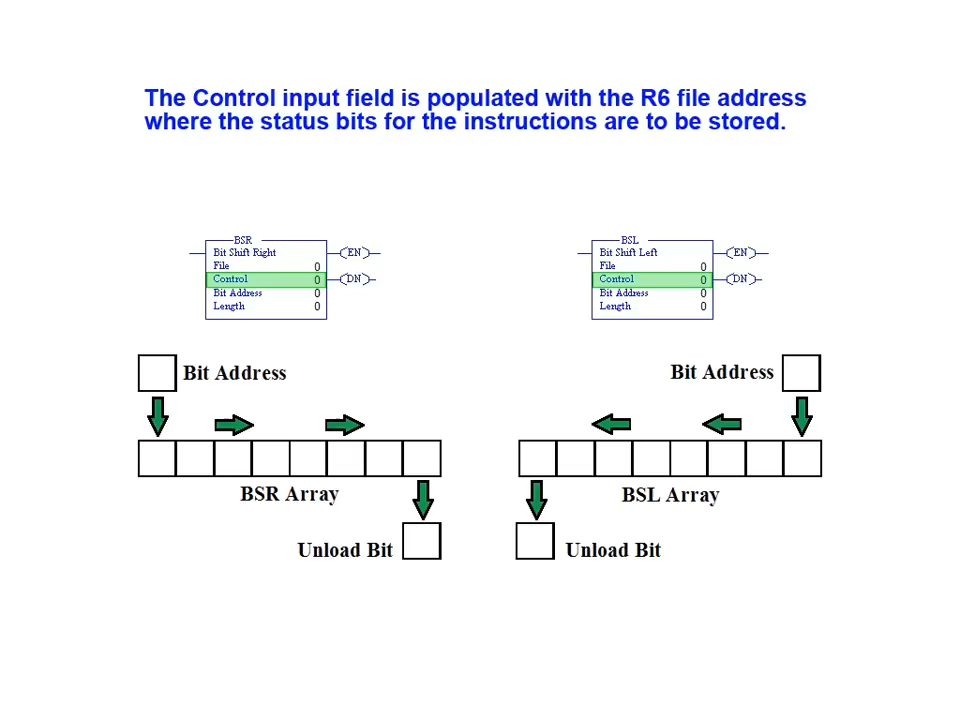 The Control input field is populated with the R6 file address
where the status bits for the instructions are to be stored.
BSR
Bit Shift Right
EN
File 0
Control 0
DN
Bit Address 0
Length 0
BSL
Bit Shift Left
EN
File 0
Control 0
DN
Bit Address 0
Length 0
Bit Address
BSR Array
Unload Bit
Bit Address
BSL Array
Unload Bit